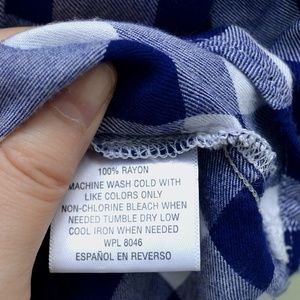 100% RAYON
MACHINE WASH COLD WITH
LIKE COLORS ONLY
NON-CHLORINE BLEACH WHEN
NEEDED TUMBLE DRY LOW
COOL IRON WHEN NEEDED
WPL 8046
ESPAÑOL EN REVERSO